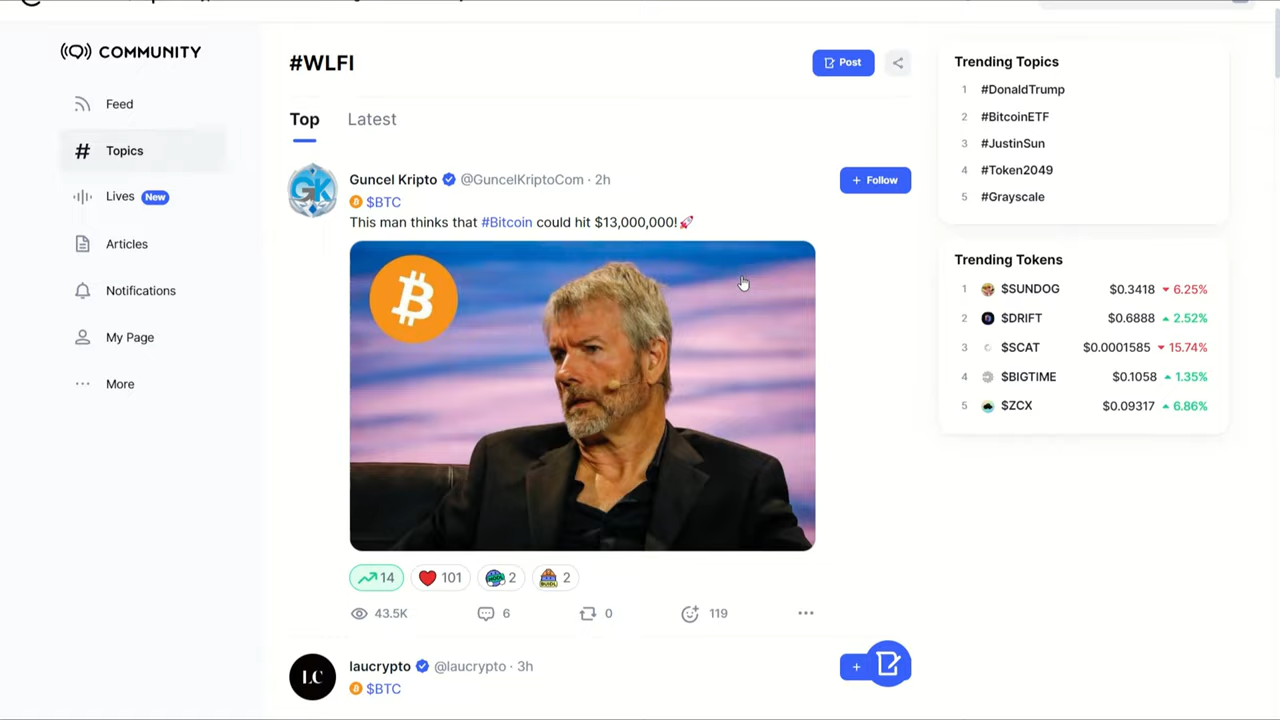 COMMUNITY
Feed
# Topics
Lives New
Articles
Notifications
My Page
More
#WLFI
Post
Top Latest
GK
Guncel Kripto @GuncelKriptoCom · 2h
+ Follow
$BTC
This man thinks that #Bitcoin could hit $13,000,000!🚀
14 101 2 2
43.5K 6 0 119
LC
laucrypto @laucrypto · 3h
+
$BTC
Trending Topics
1 #DonaldTrump
2 #BitcoinETF
3 #JustinSun
4 #Token2049
5 #Grayscale
Trending Tokens
1 $SUNDOG $0.3418 6.25%
2 $DRIFT $0.6888 2.52%
3 $SCAT $0.0001585 15.74%
4 $BIGTIME $0.1058 1.35%
5 $ZCX $0.09317 6.86%